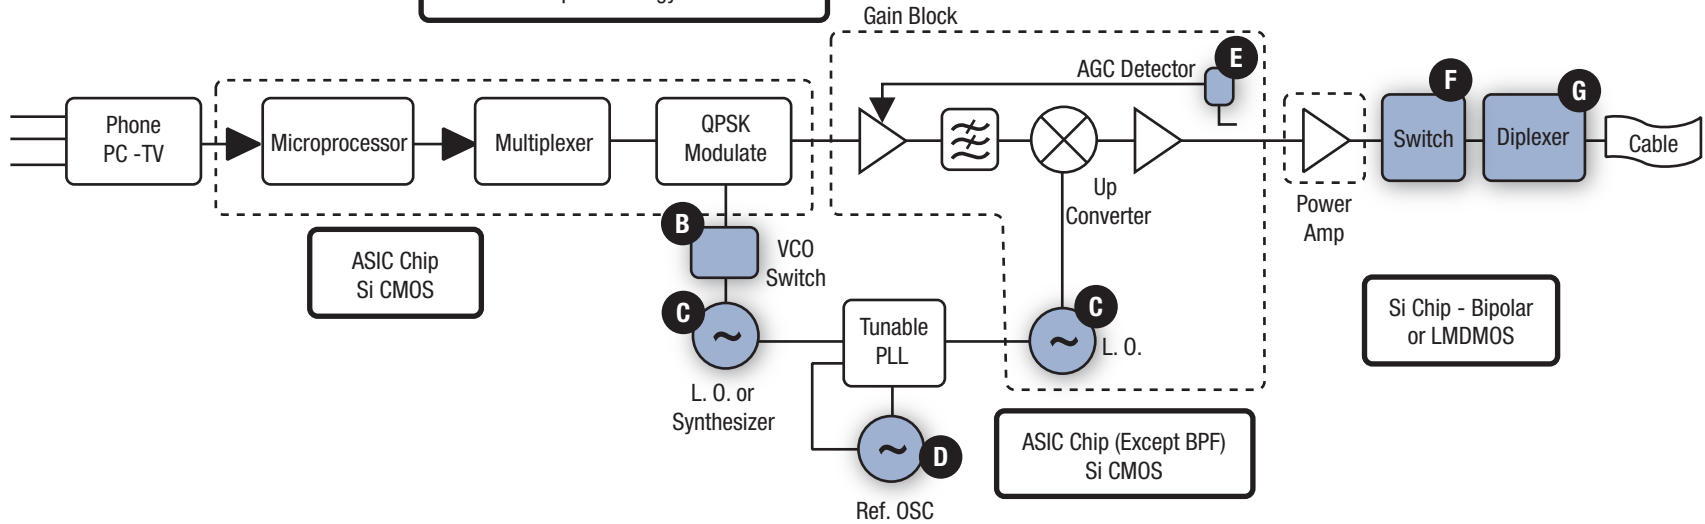 Gain Block
AGC Detector
E
F
G
Phone
PC -TV
Microprocessor
Multiplexer
QPSK
Modulate
Switch
Diplexer
Cable
Up
Converter
Power
Amp
B
VCO
Switch
ASIC Chip
Si CMOS
C
Tunable
PLL
C
L. O.
Si Chip - Bipolar
or LMDMOS
L. O. or
Synthesizer
D
ASIC Chip (Except BPF)
Si CMOS
Ref. OSC